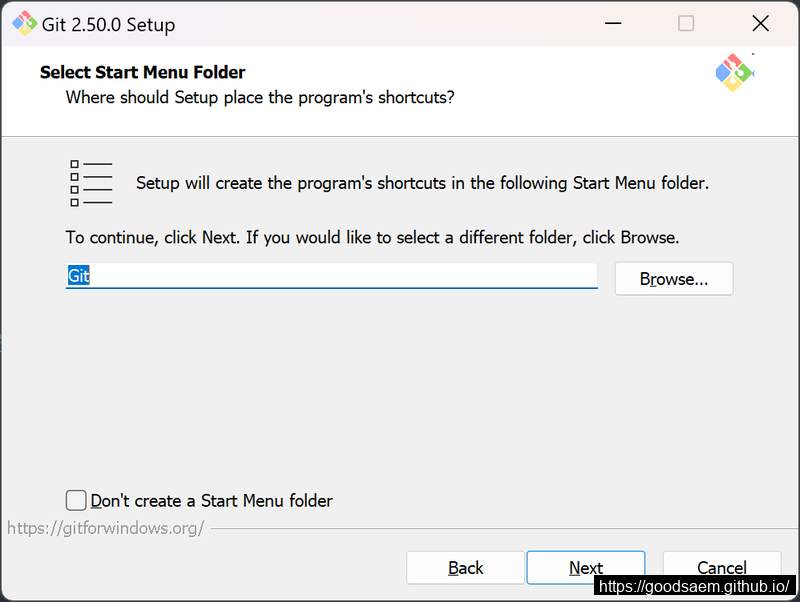 Git 2.50.0 Setup
Select Start Menu Folder
Where should Setup place the program's shortcuts?
Setup will create the program's shortcuts in the following Start Menu folder.
To continue, click Next. If you would like to select a different folder, click Browse.
Git
Browse...
Don't create a Start Menu folder
https://gitforwindows.org/
Back
Next
Cancel
https://goodsaem.github.io/